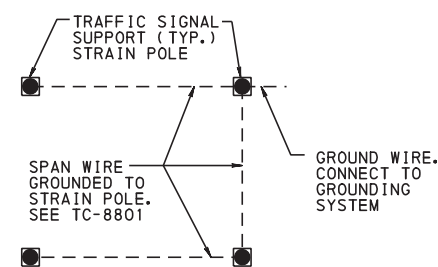 TRAFFIC SIGNAL
SUPPORT (TYP.)
STRAIN POLE
SPAN WIRE
GROUNDED TO
STRAIN POLE.
SEE TC-8801
GROUND WIRE.
CONNECT TO
GROUNDING
SYSTEM